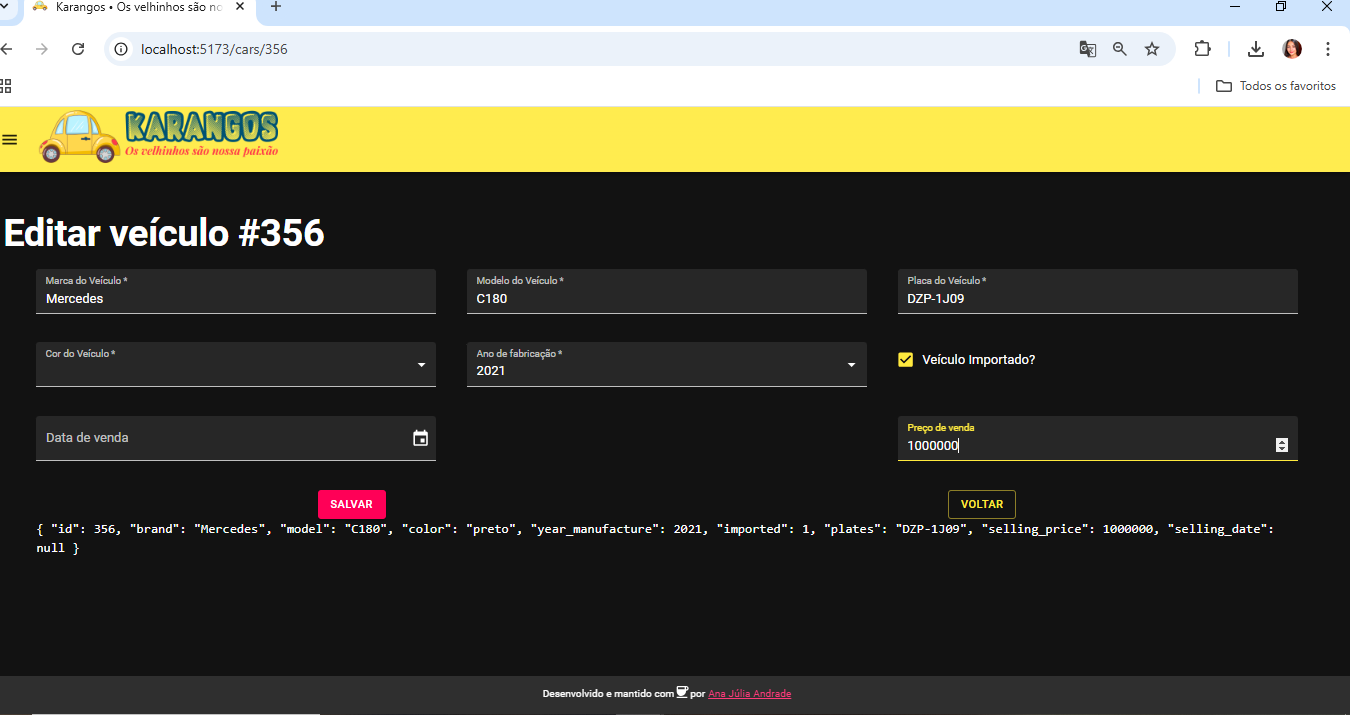 Karangos • Os velhinhos são no
localhost:5173/cars/356
Todos os favoritos
KARANGOS
Os velhinhos são nossa paixão
Editar veículo #356
Marca do Veículo * Modelo do Veículo * Placa do Veículo *
Mercedes C180 DZP-1J09
Cor do Veículo * Ano de fabricação *
2021 Veículo Importado?
Data de venda Preço de venda
1000000
SALVAR VOLTAR
{ "id": 356, "brand": "Mercedes", "model": "C180", "color": "preto", "year_manufacture": 2021, "imported": 1, "plates": "DZP-1J09", "selling_price": 1000000, "selling_date":
null }
Desenvolvido e mantido com por Ana Júlia Andrade